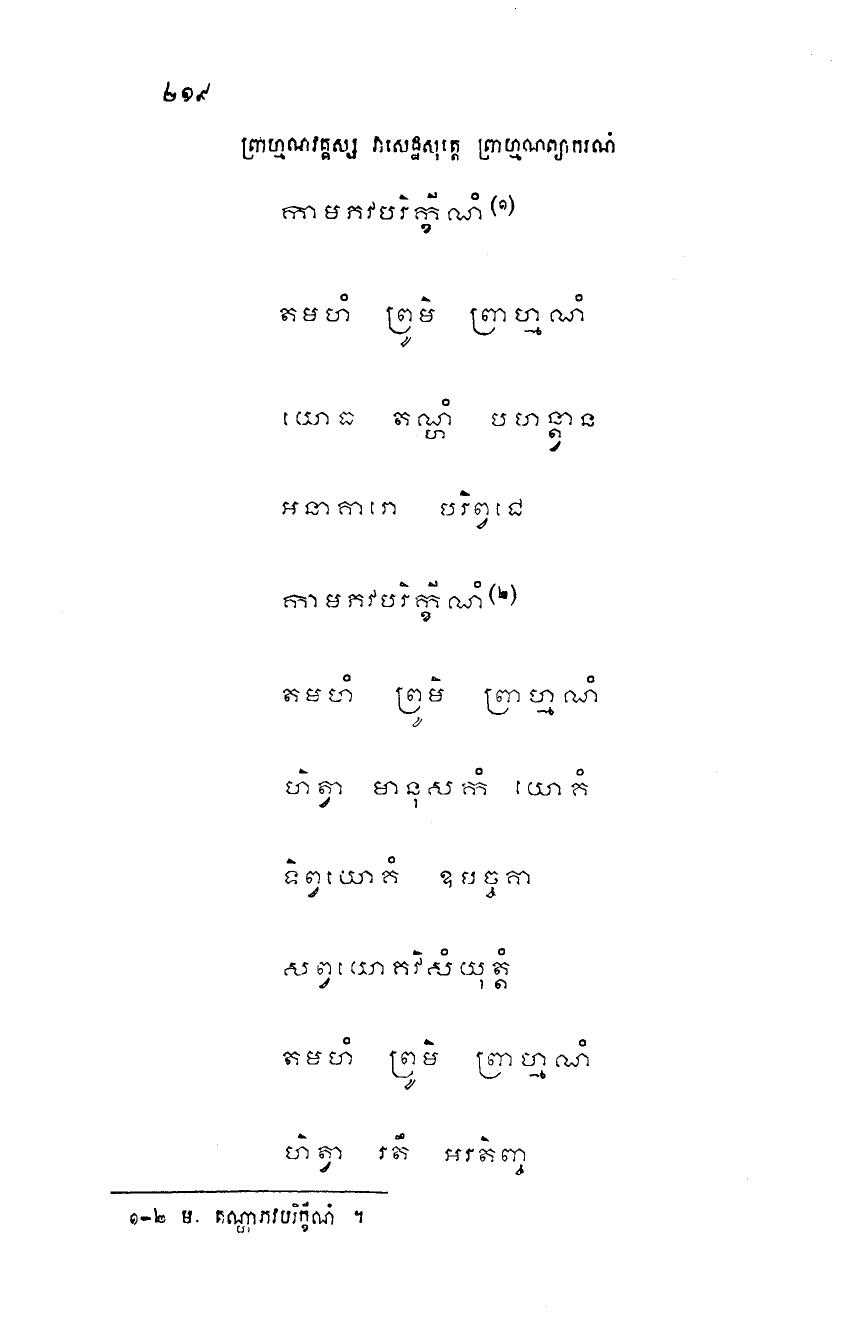 ២១៩
ព្រាហ្មណវគ្គស្ស វាសេដ្ឋសុត្តេ ព្រាហ្មណព្យាករណំ
កាមភវបរិក្ខីណំ (១)
តមហំ ព្រូមិ ព្រាហ្មណំ
យោធ តណ្ហំ បហន្ត្វាន
អនាគារោ បរិព្វជេ
កាមភវបរិក្ខីណំ (២)
តមហំ ព្រូមិ ព្រាហ្មណំ
ហិត្វា មានុសកំ យោគំ
ទិព្វយោគំ ឧបច្ចគា
សព្វយោគវិសំយុត្តំ
តមហំ ព្រូមិ ព្រាហ្មណំ
ហិត្វា រតឹ អរតិញ្ច
១-២ ម. តណ្ហាភវបរិក្ខីណំ ។